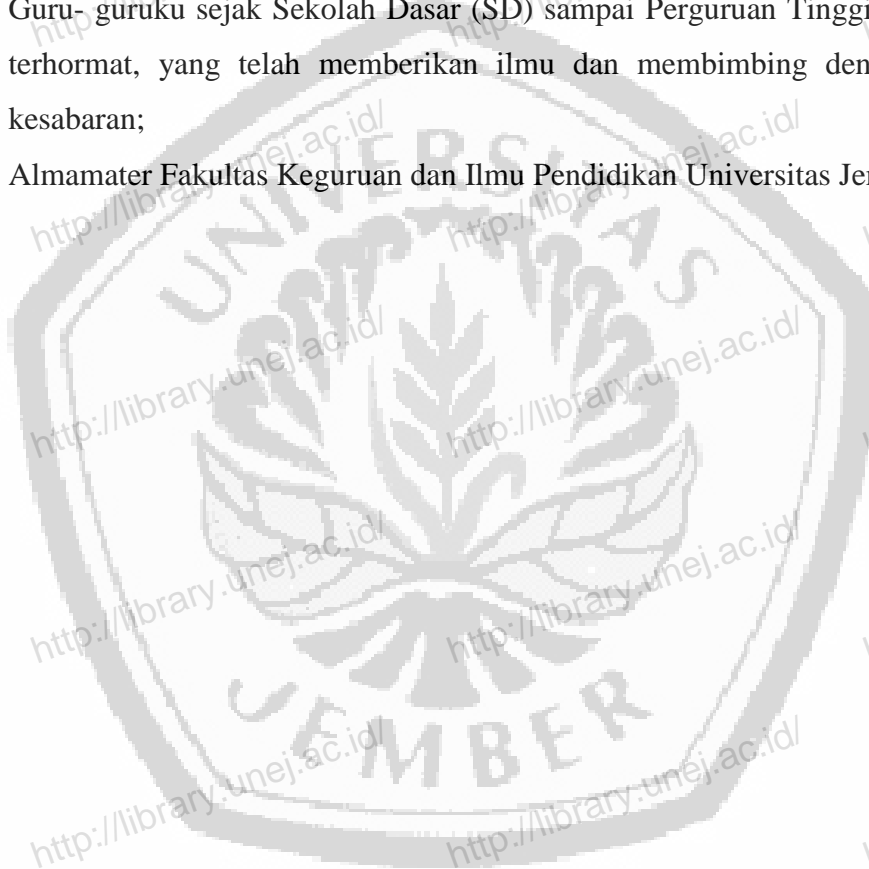 Guru- guruku sejak Sekolah Dasar (SD) sampai Perguruan Tinggi
terhormat, yang telah memberikan ilmu dan membimbing
kesabaran;
Almamater Fakultas Keguruan dan Ilmu Pendidikan Universitas
UNIVERSITAS
http://library.unej.ac.id/
http://library.unej.ac.id/
http://library.unej.ac.id/
http://library.unej.ac.id/
http://library.unej.ac.id/
http://library.unej.ac.id/
JEMBER
http://library.unej.ac.id/
http://library.unej.ac.id/